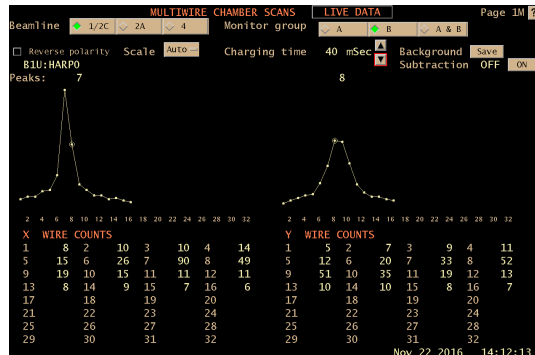 MULTIWIRE CHAMBER SCANS LIVE DATA Page 1M ?
Beamline 1/2C 2A 4 Monitor group A B A & B
Reverse polarity Scale Auto Charging time 40 mSec Background Save
Subtraction OFF ON
B1U:HARP0
Peaks: 7 8
2 4 6 8 10 12 14 16 18 20 22 24 26 28 30 32 2 4 6 8 10 12 14 16 18 20 22 24 26 28 30 32
X WIRE COUNTS Y WIRE COUNTS
1 8 2 10 3 10 4 14 1 5 2 7 3 9 4 11
5 15 6 26 7 90 8 49 5 12 6 20 7 33 8 52
9 19 10 15 11 11 12 11 9 51 10 35 11 19 12 13
13 8 14 9 15 7 16 6 13 10 14 10 15 8 16 7
17 18 19 20 17 18 19 20
21 22 23 24 21 22 23 24
25 26 27 28 25 26 27 28
29 30 31 32 29 30 31 32
Nov 22 2016 14:12:13